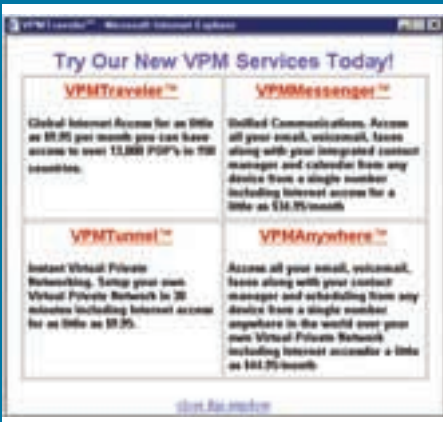 VPMTraveler™ - Microsoft Internet Explorer
Try Our New VPM Services Today!
VPMTraveler™
Global Internet Access for as little
as $9.95 per month you can have
access to over 13,000 POP's in 150
countries.
VPMMessenger™
Unified Communications. Access
all your email, voicemail, faxes
along with your integrated contact
manager and calendar from any
device from a single number
including Internet access for a
little as $34.95/month
VPMTunnel™
Instant Virtual Private
Networking. Setup your own
Virtual Private Network in 30
minutes including Internet access
for as little as $9.95.
VPMAnywhere™
Access all your email, voicemail,
faxes along with your contact
manager and scheduling from any
device from a single number
anywhere in the world over your
own Virtual Private Network
including Internet access for a little
as $44.95/month
close this window